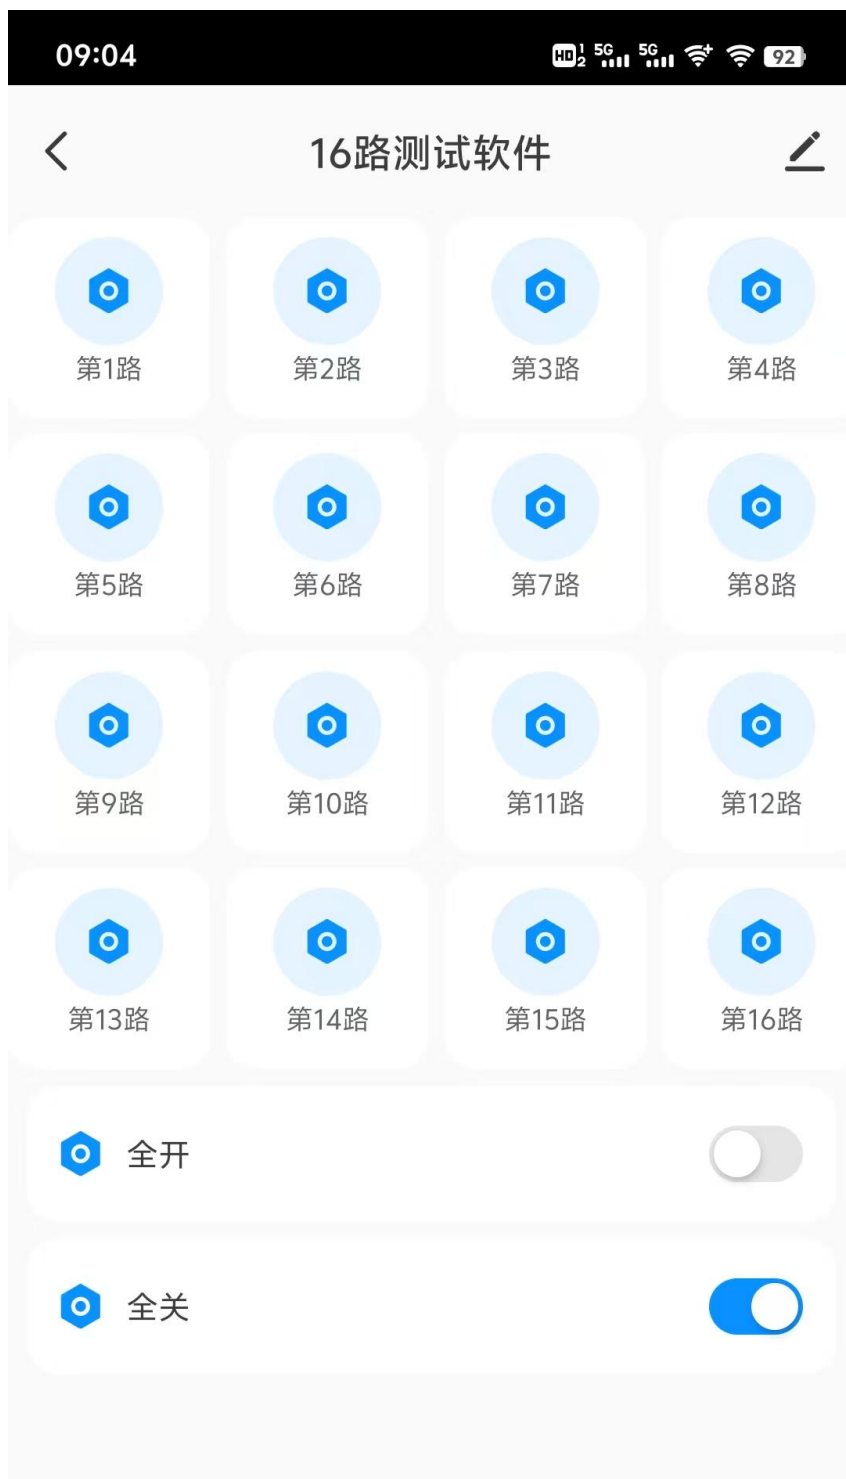 09:04 HD 1 2 5G 5G 92
16路测试软件
第1路 第2路 第3路 第4路
第5路 第6路 第7路 第8路
第9路 第10路 第11路 第12路
第13路 第14路 第15路 第16路
全开
全关